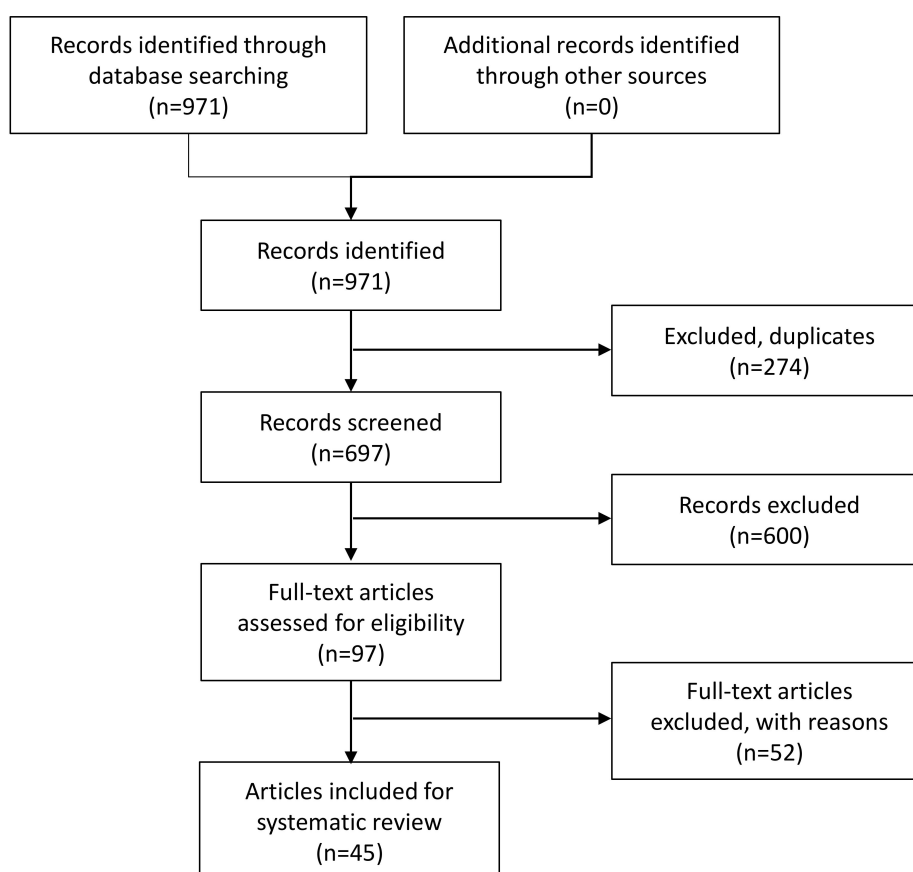 Records identified through
database searching
(n=971)
Additional records identified
through other sources
(n=0)
Records identified
(n=971)
Excluded, duplicates
(n=274)
Records screened
(n=697)
Records excluded
(n=600)
Full-text articles
assessed for eligibility
(n=97)
Full-text articles
excluded, with reasons
(n=52)
Articles included for
systematic review
(n=45)